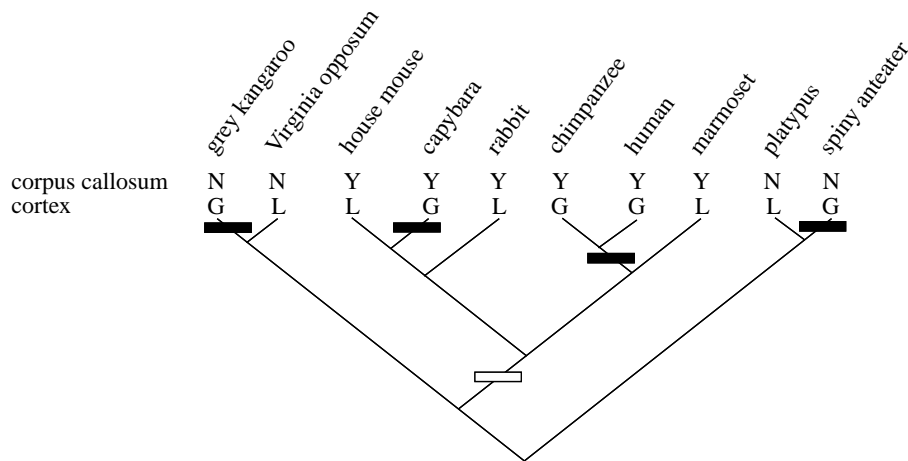 grey kangaroo
Virginia opposum
house mouse
capybara
rabbit
chimpanzee
human
marmoset
platypus
spiny anteater
corpus callosum N N Y Y Y Y Y Y N N
cortex G L L G L G G L L G